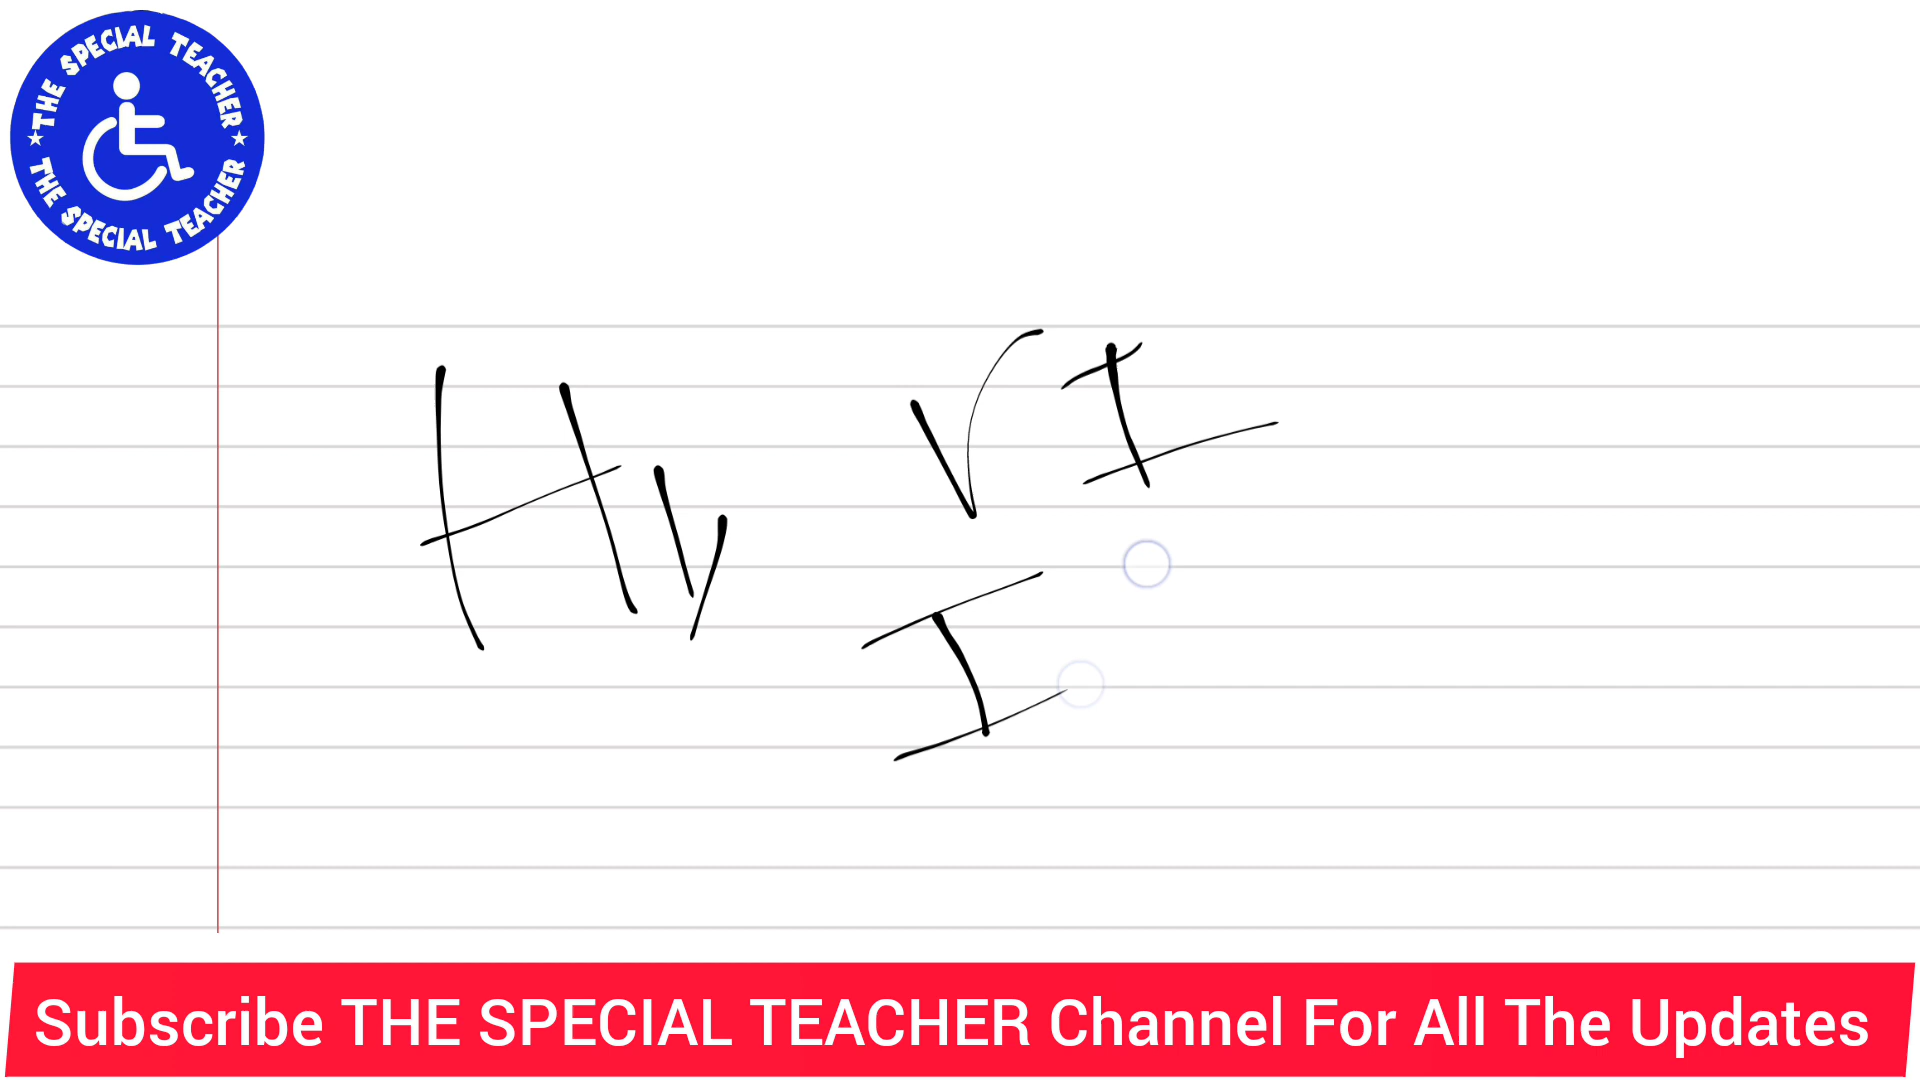 THE SPECIAL TEACHER
THE SPECIAL TEACHER
VI
I
Subscribe THE SPECIAL TEACHER Channel For All The Updates